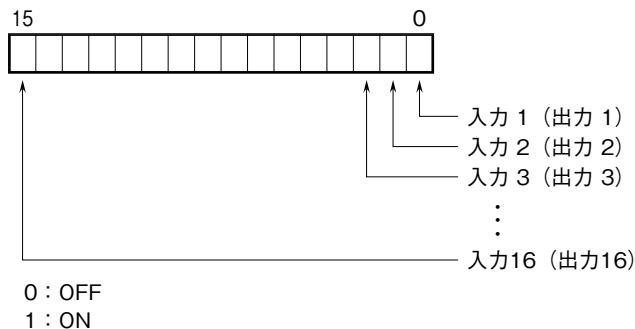 15 0
入力 1（出力 1）
入力 2（出力 2）
入力 3（出力 3）
⋮
入力16（出力16）
0：OFF
1：ON